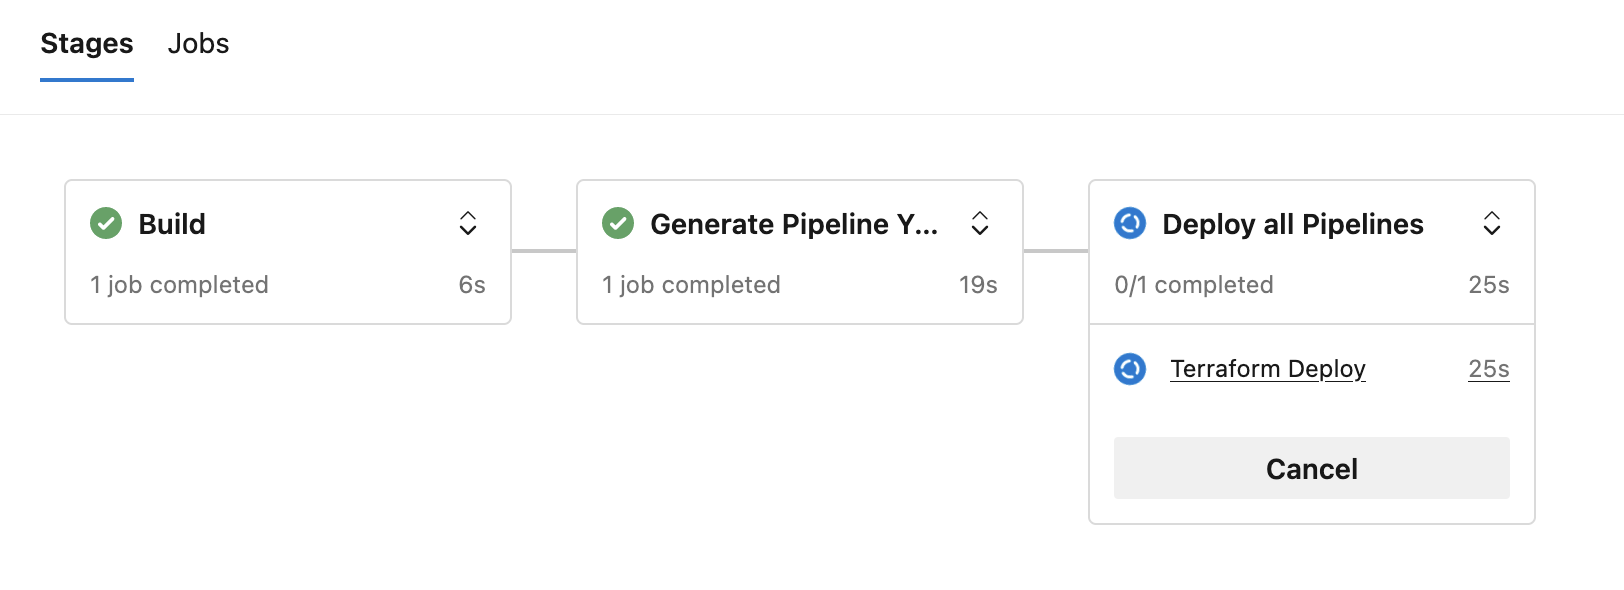 Stages Jobs
Build
1 job completed 6s
Generate Pipeline Y...
1 job completed 19s
Deploy all Pipelines
0/1 completed 25s
Terraform Deploy 25s
Cancel